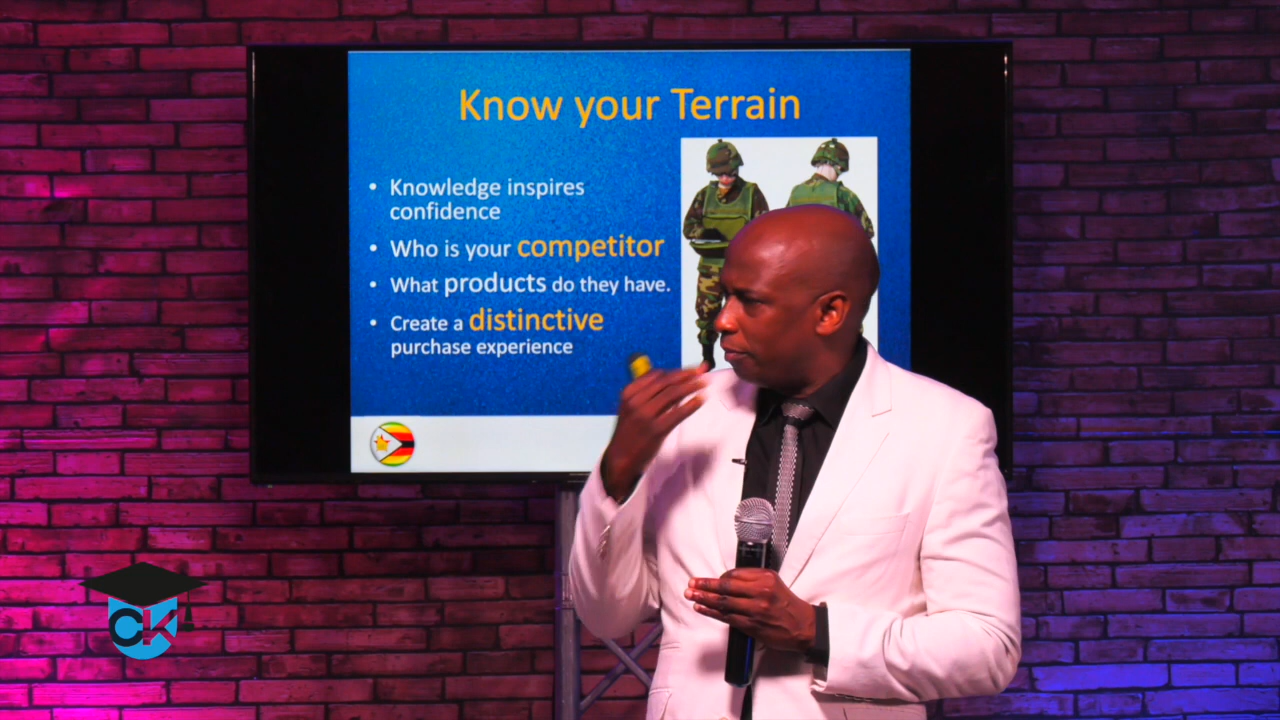 Know your Terrain
• Knowledge inspires
confidence
• Who is your competitor
• What products do they have.
• Create a distinctive
purchase experience
CK